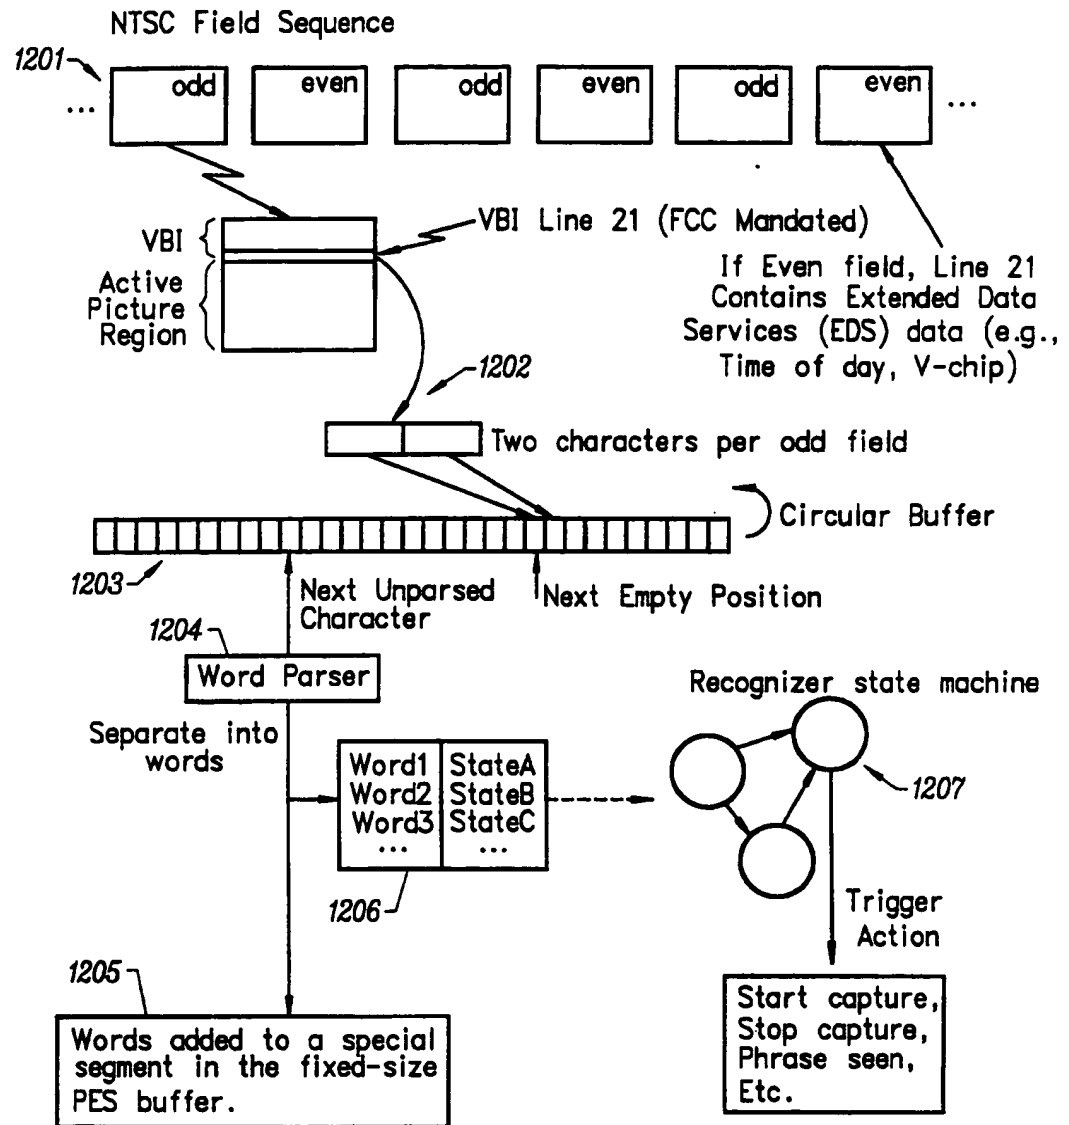 NTSC Field Sequence
1201
... odd even odd even odd even ...
VBI
VBI Line 21 (FCC Mandated)
Active
Picture
Region
If Even field, Line 21
Contains Extended Data
Services (EDS) data (e.g.,
Time of day, V-chip)
1202
Two characters per odd field
Circular Buffer
1203
Next Unparsed
Character
Next Empty Position
1204
Word Parser
Separate into
words
Recognizer state machine
Word1 StateA
Word2 StateB
Word3 StateC
... ...
1206
1207
Trigger
Action
1205
Words added to a special
segment in the fixed-size
PES buffer.
Start capture,
Stop capture,
Phrase seen,
Etc.